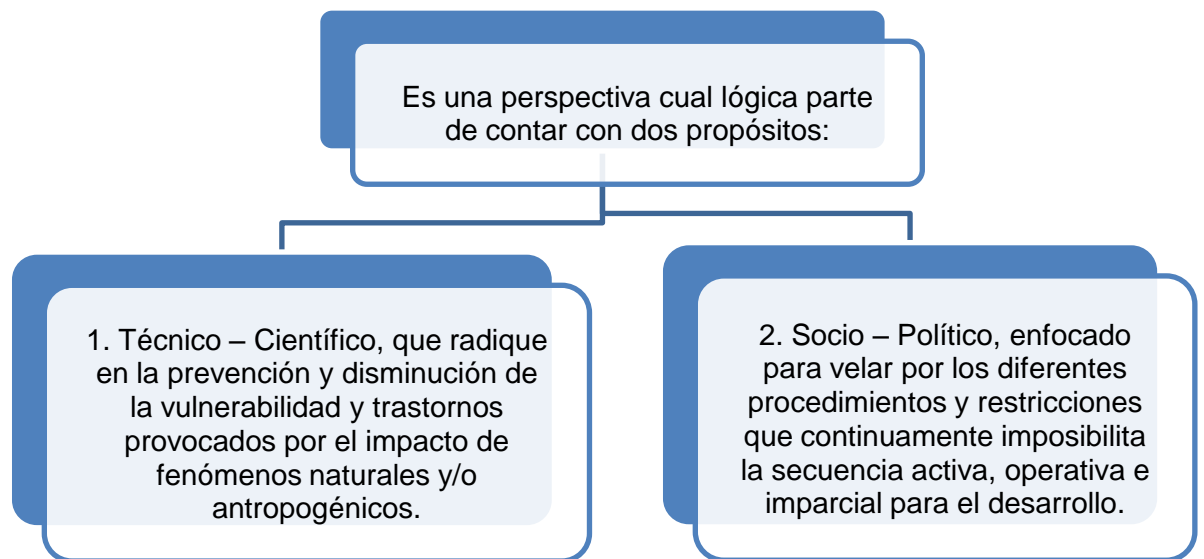 Es una perspectiva cual lógica parte
de contar con dos propósitos:
1. Técnico – Científico, que radique
en la prevención y disminución de
la vulnerabilidad y trastornos
provocados por el impacto de
fenómenos naturales y/o
antropogénicos.
2. Socio – Político, enfocado
para velar por los diferentes
procedimientos y restricciones
que continuamente imposibilita
la secuencia activa, operativa e
imparcial para el desarrollo.